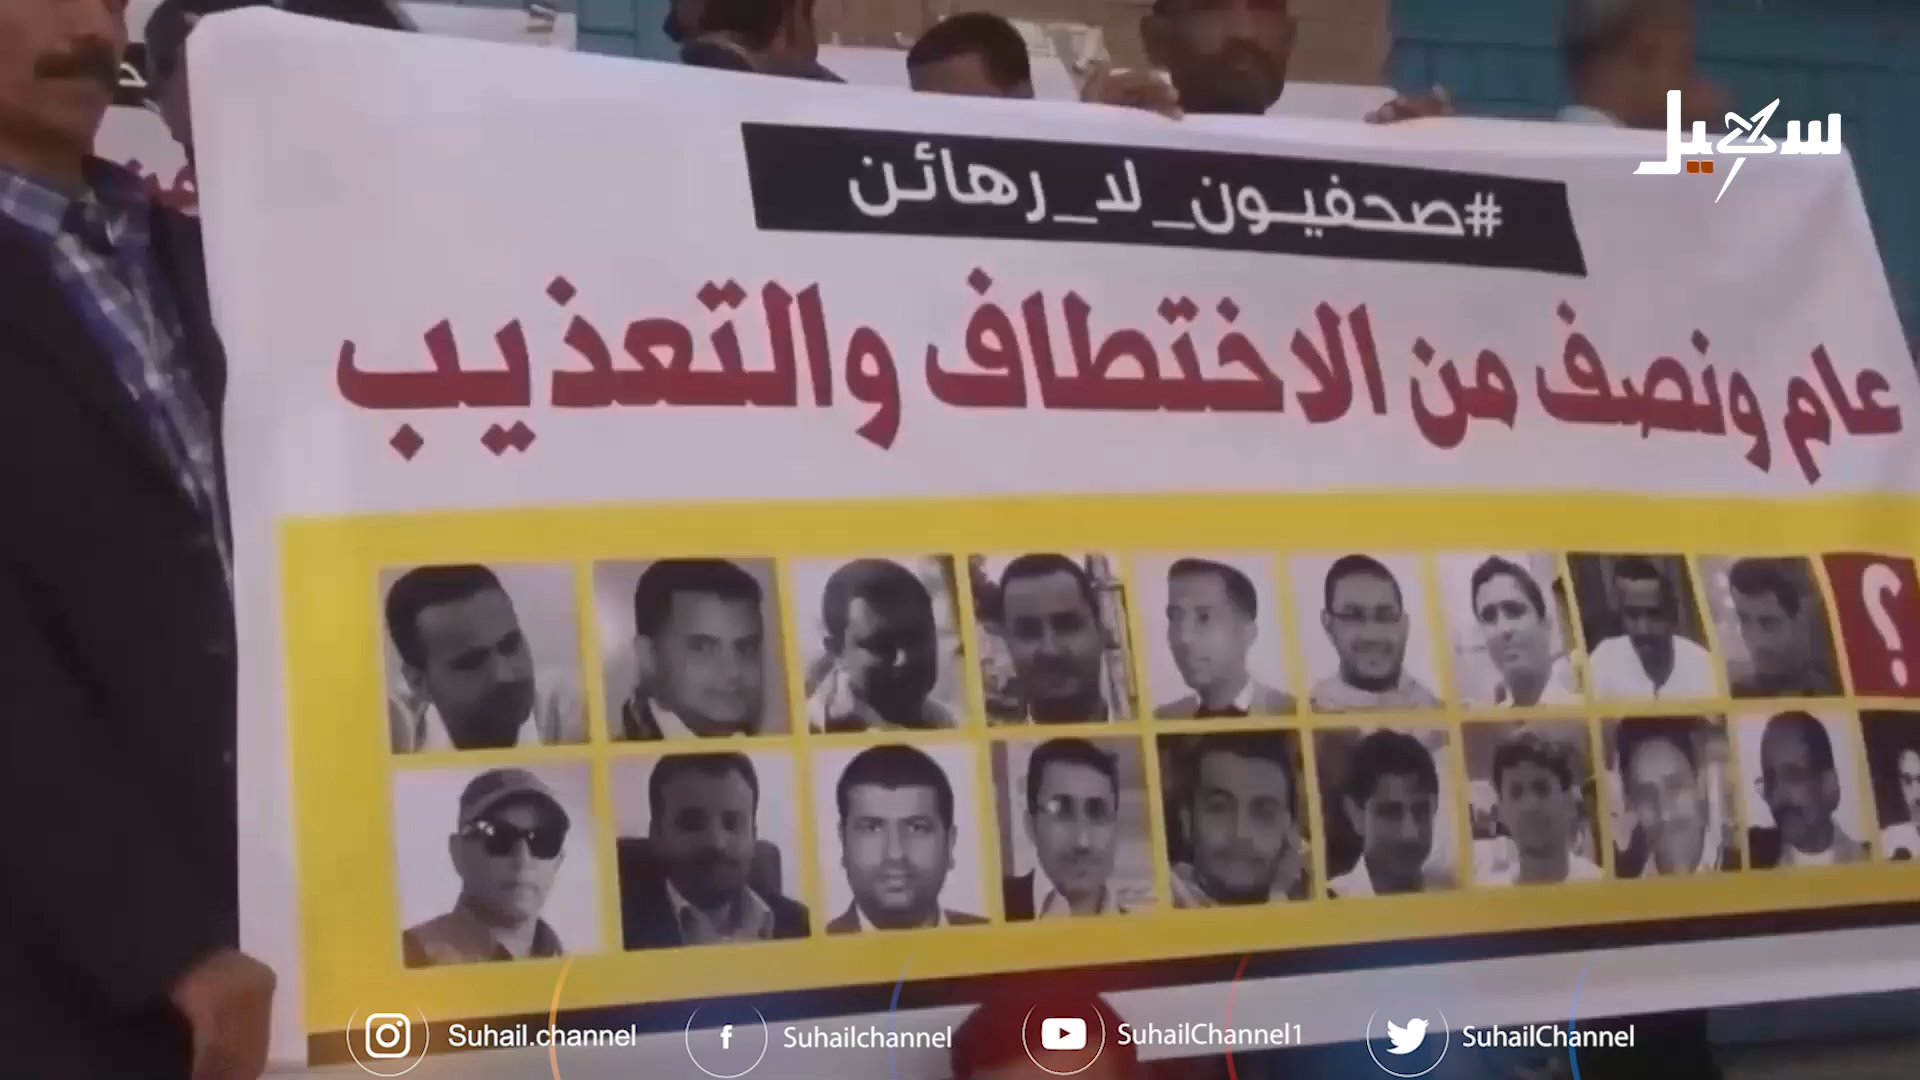 سهيل
#صحفيون_لا_رهائن
عام ونصف من الاختطاف والتعذيب
؟
Suhail.channel
Suhailchannel
SuhailChannel1
SuhailChannel